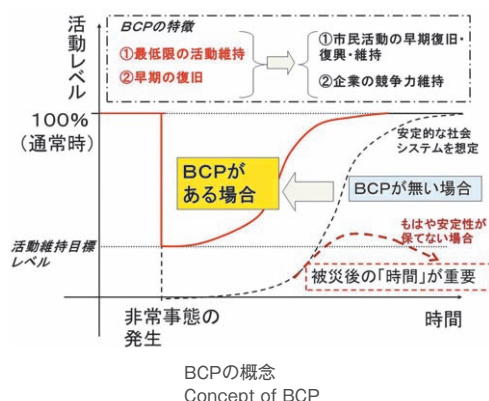 BCPの特徴
①最低限の活動維持
②早期の復旧
①市民活動の早期復旧・
復興・維持
②企業の競争力維持
活動レベル
100%
(通常時)
安定的な社会
システムを想定
BCPが
ある場合
BCPが無い場合
もはや安定性が
保てない場合
活動維持目標
レベル
被災後の「時間」が重要
非常事態の
発生
時間
BCPの概念
Concept of BCP